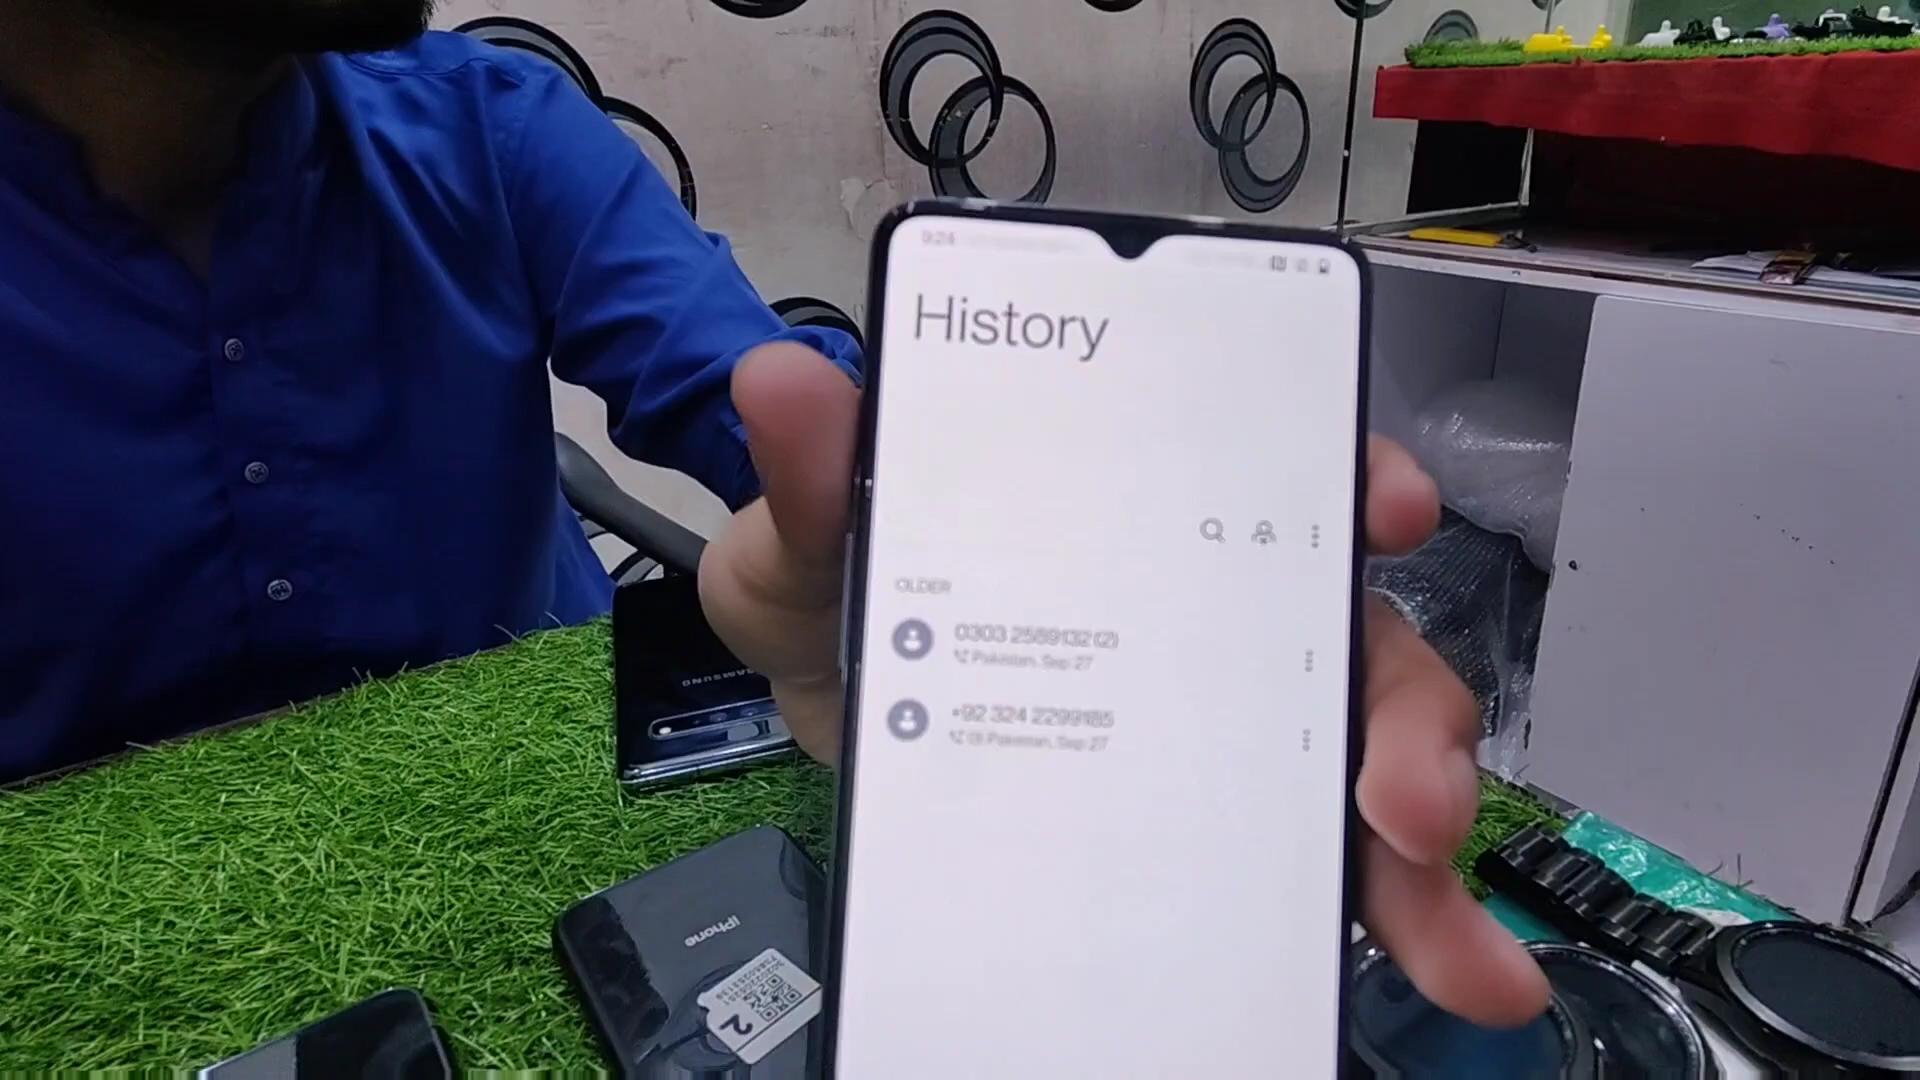 9:24
History
OLDER
0303 2589132 (2)
Pakistan, Sep 27
+92 324 2299185
(3) Pakistan, Sep 27
SAMSUNG
iPhone
2